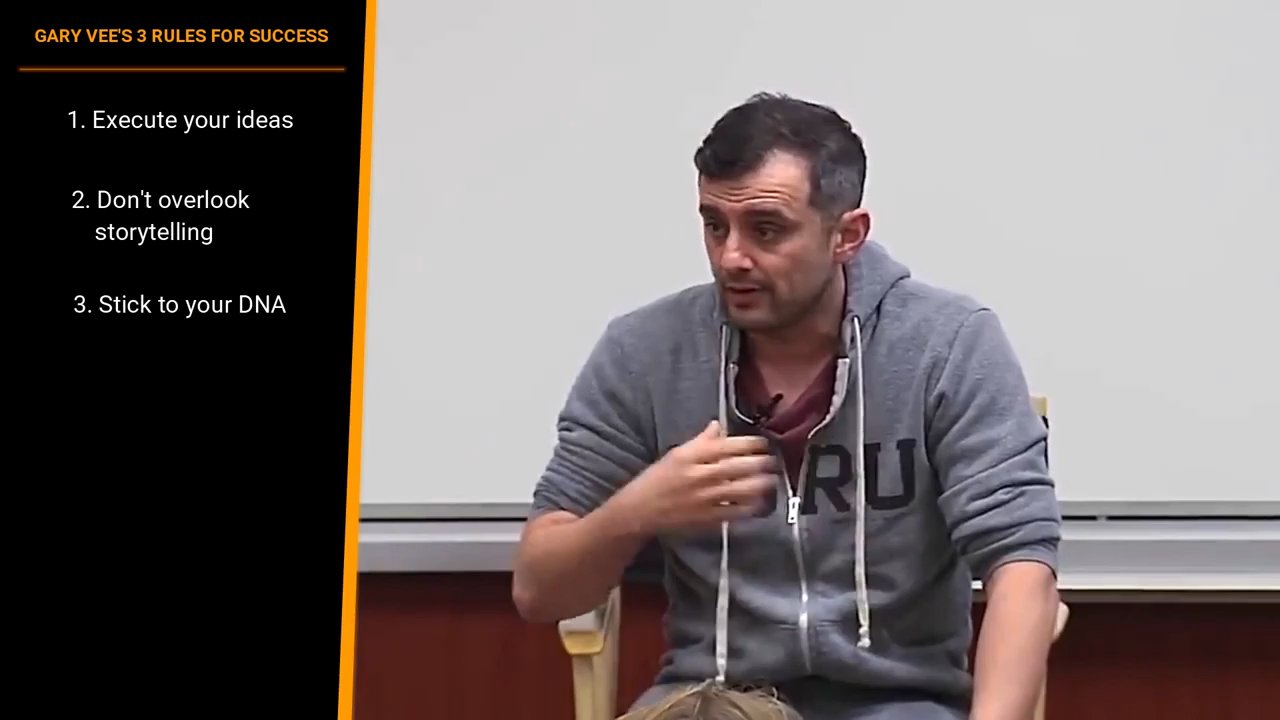 GARY VEE'S 3 RULES FOR SUCCESS
1. Execute your ideas
2. Don't overlook
storytelling
3. Stick to your DNA
RU